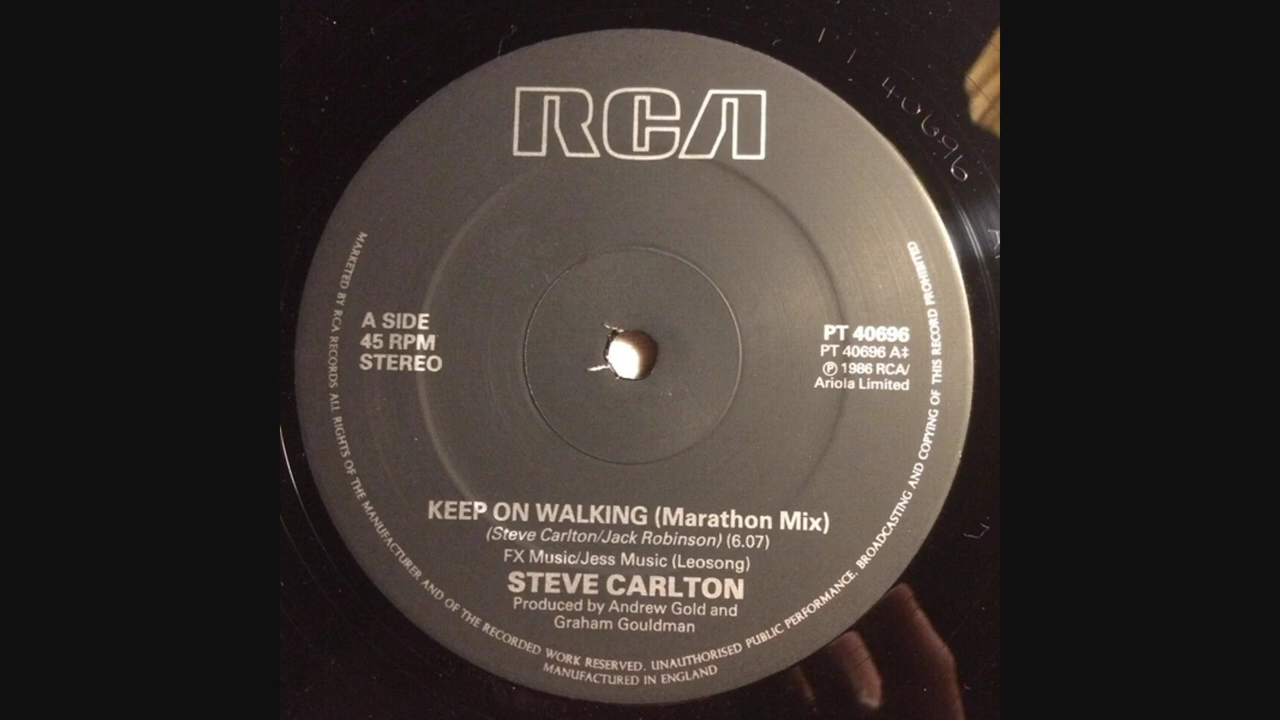 RCA
A SIDE
45 RPM
STEREO
PT 40696
PT 40696 A‡
Ⓟ 1986 RCA/
Ariola Limited
KEEP ON WALKING (Marathon Mix)
(Steve Carlton/Jack Robinson) (6.07)
FX Music/Jess Music (Leosong)
STEVE CARLTON
Produced by Andrew Gold and
Graham Gouldman
MARKETED BY RCA RECORDS ALL RIGHTS OF THE MANUFACTURER AND OF THE RECORDED WORK RESERVED. UNAUTHORISED PUBLIC PERFORMANCE, BROADCASTING AND COPYING OF THIS RECORD PROHIBITED
MANUFACTURED IN ENGLAND
40696